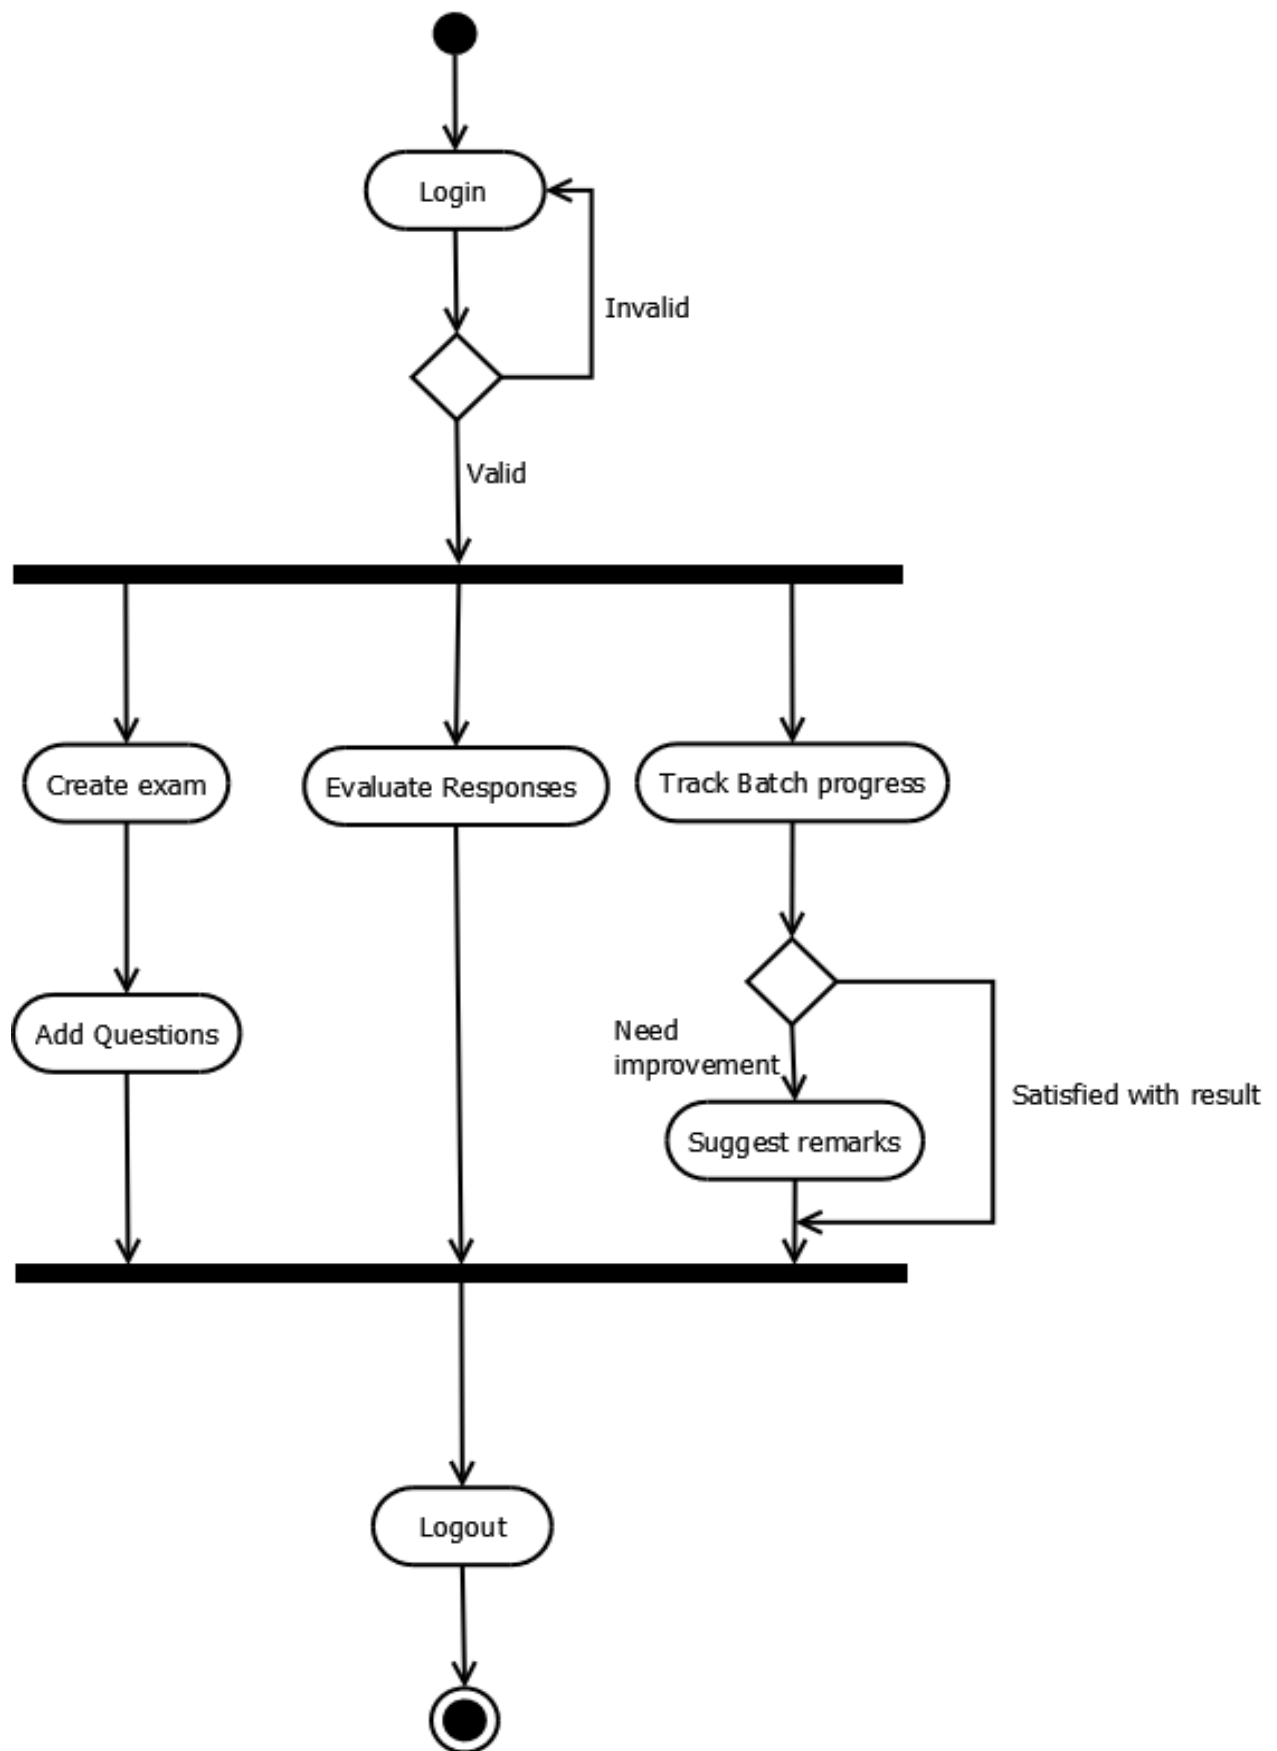 Login
Invalid
Valid
Create exam
Evaluate Responses
Track Batch progress
Add Questions
Need
improvement
Satisfied with result
Suggest remarks
Logout